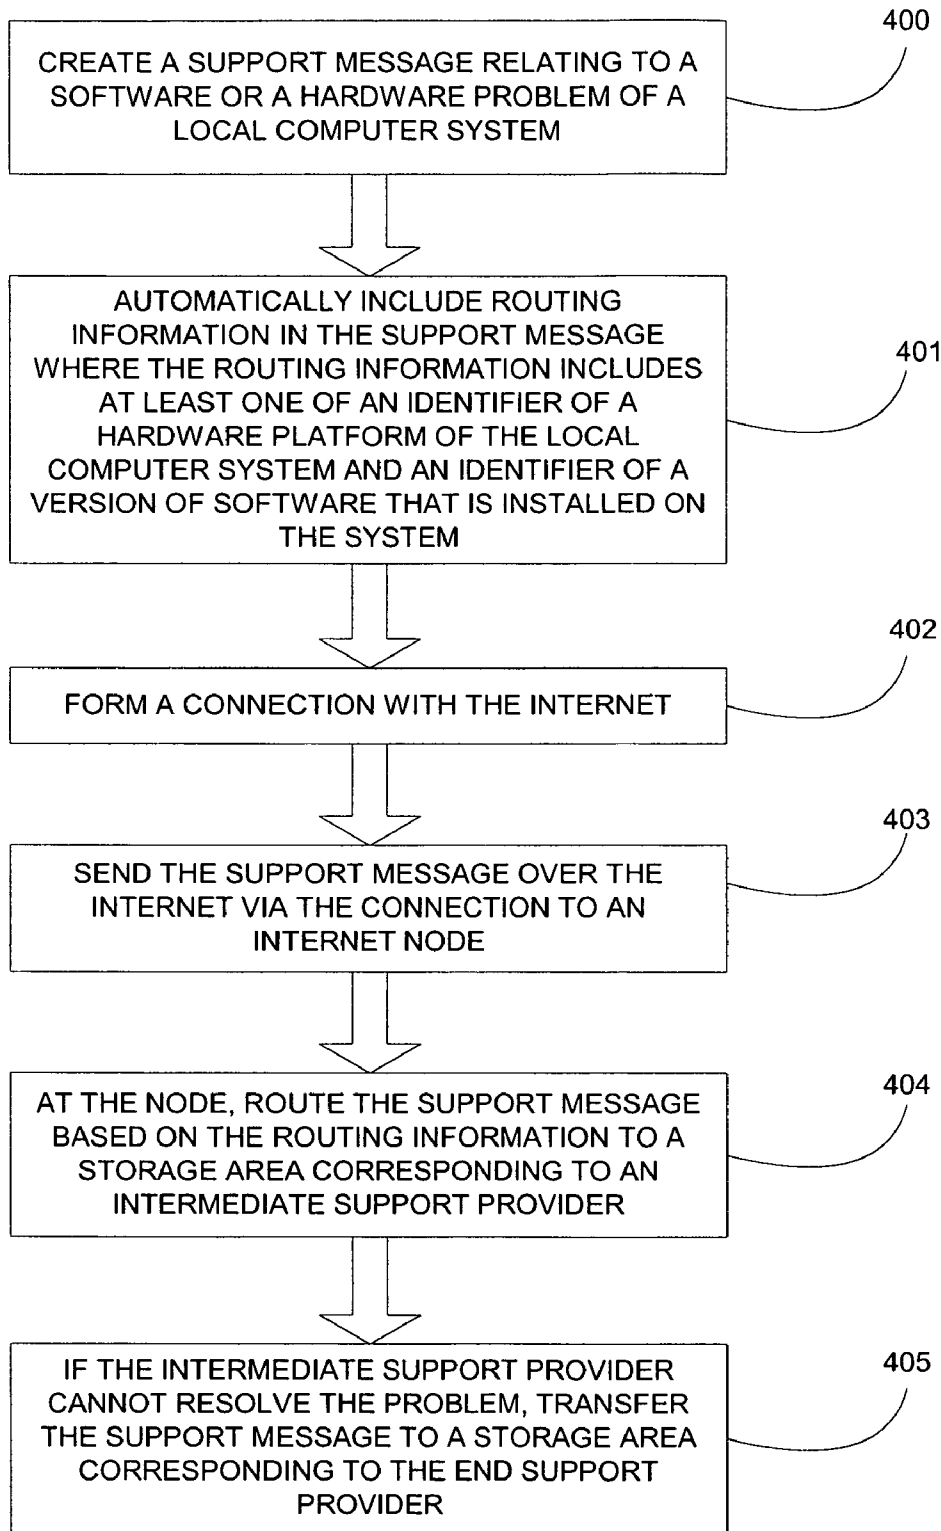 400
CREATE A SUPPORT MESSAGE RELATING TO A
SOFTWARE OR A HARDWARE PROBLEM OF A
LOCAL COMPUTER SYSTEM
AUTOMATICALLY INCLUDE ROUTING
INFORMATION IN THE SUPPORT MESSAGE
WHERE THE ROUTING INFORMATION INCLUDES
AT LEAST ONE OF AN IDENTIFIER OF A
HARDWARE PLATFORM OF THE LOCAL
COMPUTER SYSTEM AND AN IDENTIFIER OF A
VERSION OF SOFTWARE THAT IS INSTALLED ON
THE SYSTEM
401
402
FORM A CONNECTION WITH THE INTERNET
403
SEND THE SUPPORT MESSAGE OVER THE
INTERNET VIA THE CONNECTION TO AN
INTERNET NODE
404
AT THE NODE, ROUTE THE SUPPORT MESSAGE
BASED ON THE ROUTING INFORMATION TO A
STORAGE AREA CORRESPONDING TO AN
INTERMEDIATE SUPPORT PROVIDER
405
IF THE INTERMEDIATE SUPPORT PROVIDER
CANNOT RESOLVE THE PROBLEM, TRANSFER
THE SUPPORT MESSAGE TO A STORAGE AREA
CORRESPONDING TO THE END SUPPORT
PROVIDER